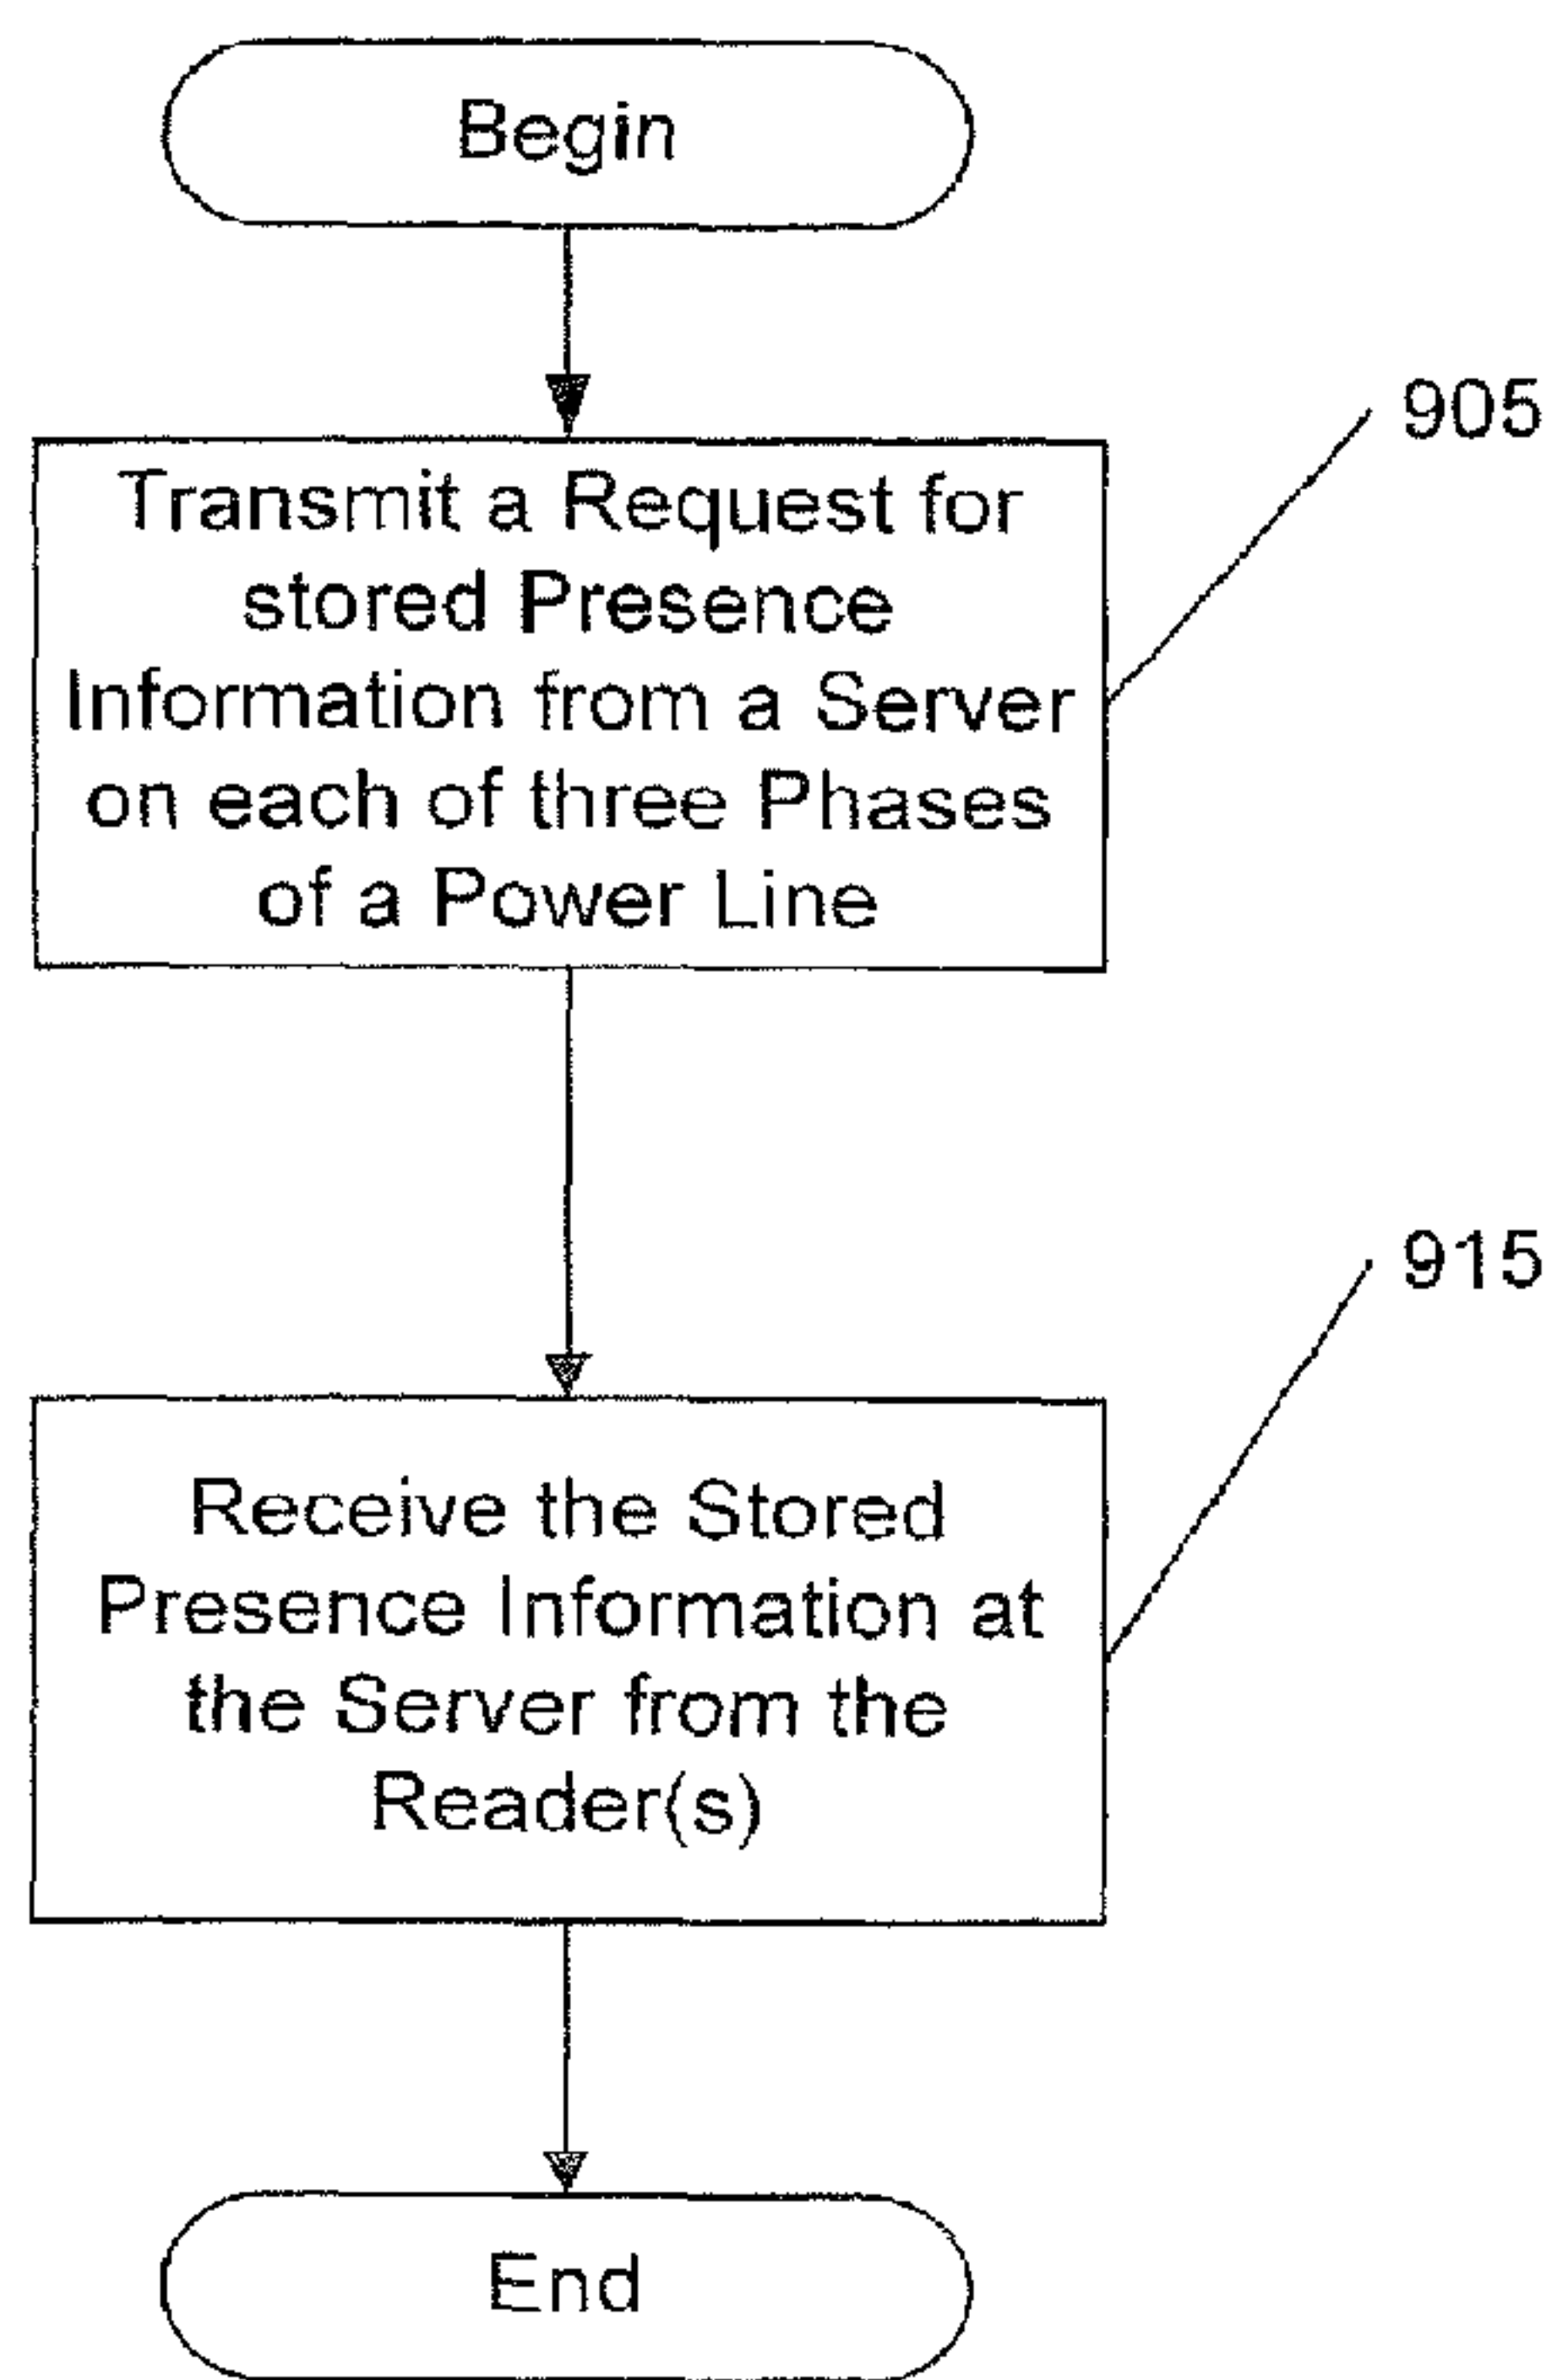 Begin
905
Transmit a Request for
stored Presence
Information from a Server
on each of three Phases
of a Power Line
915
Receive the Stored
Presence Information at
the Server from the
Reader(s)
End